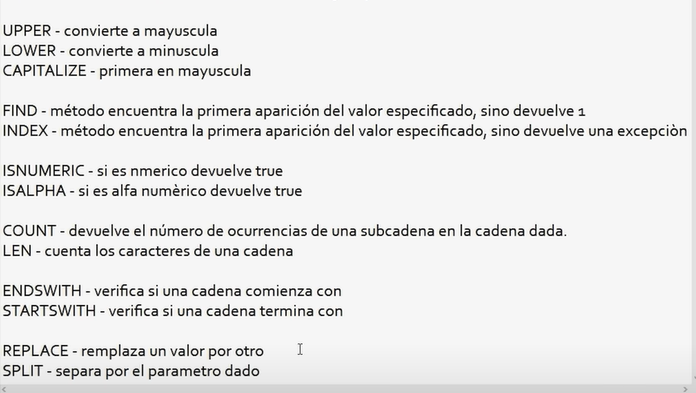 UPPER - convierte a mayuscula
LOWER - convierte a minuscula
CAPITALIZE - primera en mayuscula
FIND - método encuentra la primera aparición del valor especificado, sino devuelve 1
INDEX - método encuentra la primera aparición del valor especificado, sino devuelve una excepciòn
ISNUMERIC - si es nmerico devuelve true
ISALPHA - si es alfa numèrico devuelve true
COUNT - devuelve el número de ocurrencias de una subcadena en la cadena dada.
LEN - cuenta los caracteres de una cadena
ENDSWITH - verifica si una cadena comienza con
STARTSWITH - verifica si una cadena termina con
REPLACE - remplaza un valor por otro
SPLIT - separa por el parametro dado